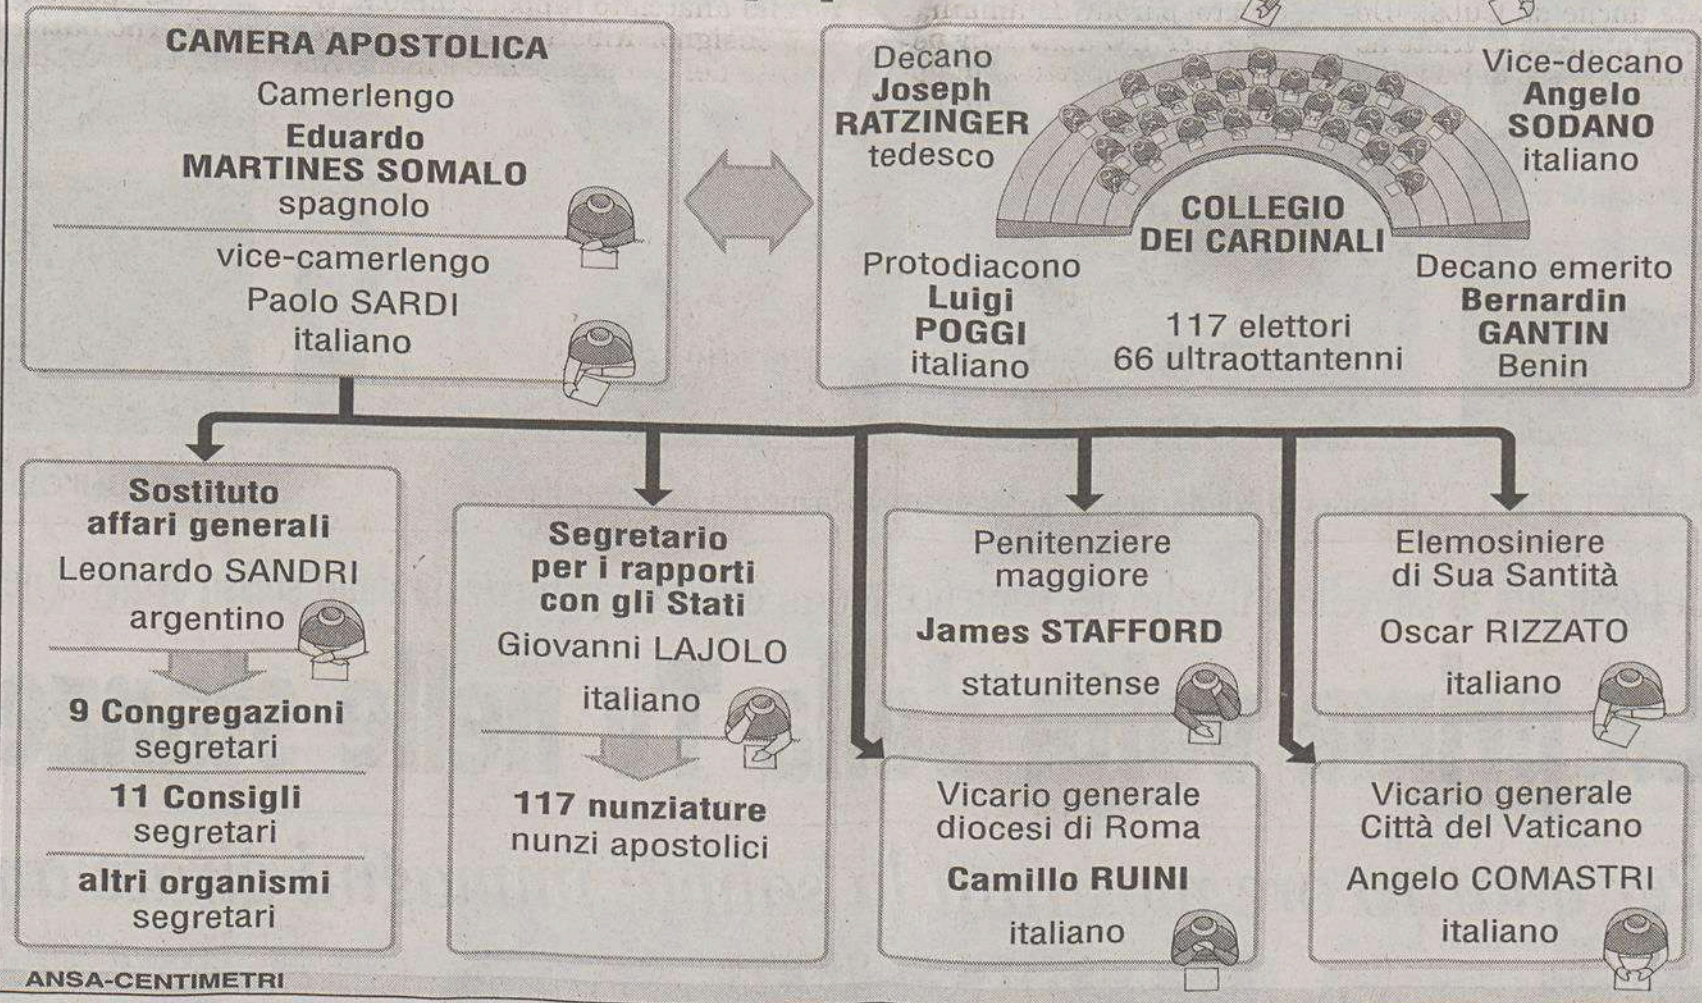 CAMERA APOSTOLICA
Camerlengo
Eduardo
MARTINES SOMALO
spagnolo
vice-camerlengo
Paolo SARDI
italiano
Decano
Joseph
RATZINGER
tedesco
Vice-decano
Angelo
SODANO
italiano
COLLEGIO
DEI CARDINALI
Protodiacono
Luigi
POGGI
italiano
117 elettori
66 ultraottantenni
Decano emerito
Bernardin
GANTIN
Benin
Sostituto
affari generali
Leonardo SANDRI
argentino
9 Congregazioni
segretari
11 Consigli
segretari
altri organismi
segretari
Segretario
per i rapporti
con gli Stati
Giovanni LAJOLO
italiano
117 nunziature
nunzi apostolici
Penitenziere
maggiore
James STAFFORD
statunitense
Elemosiniere
di Sua Santità
Oscar RIZZATO
italiano
Vicario generale
diocesi di Roma
Camillo RUINI
italiano
Vicario generale
Città del Vaticano
Angelo COMASTRI
italiano
ANSA-CENTIMETRI